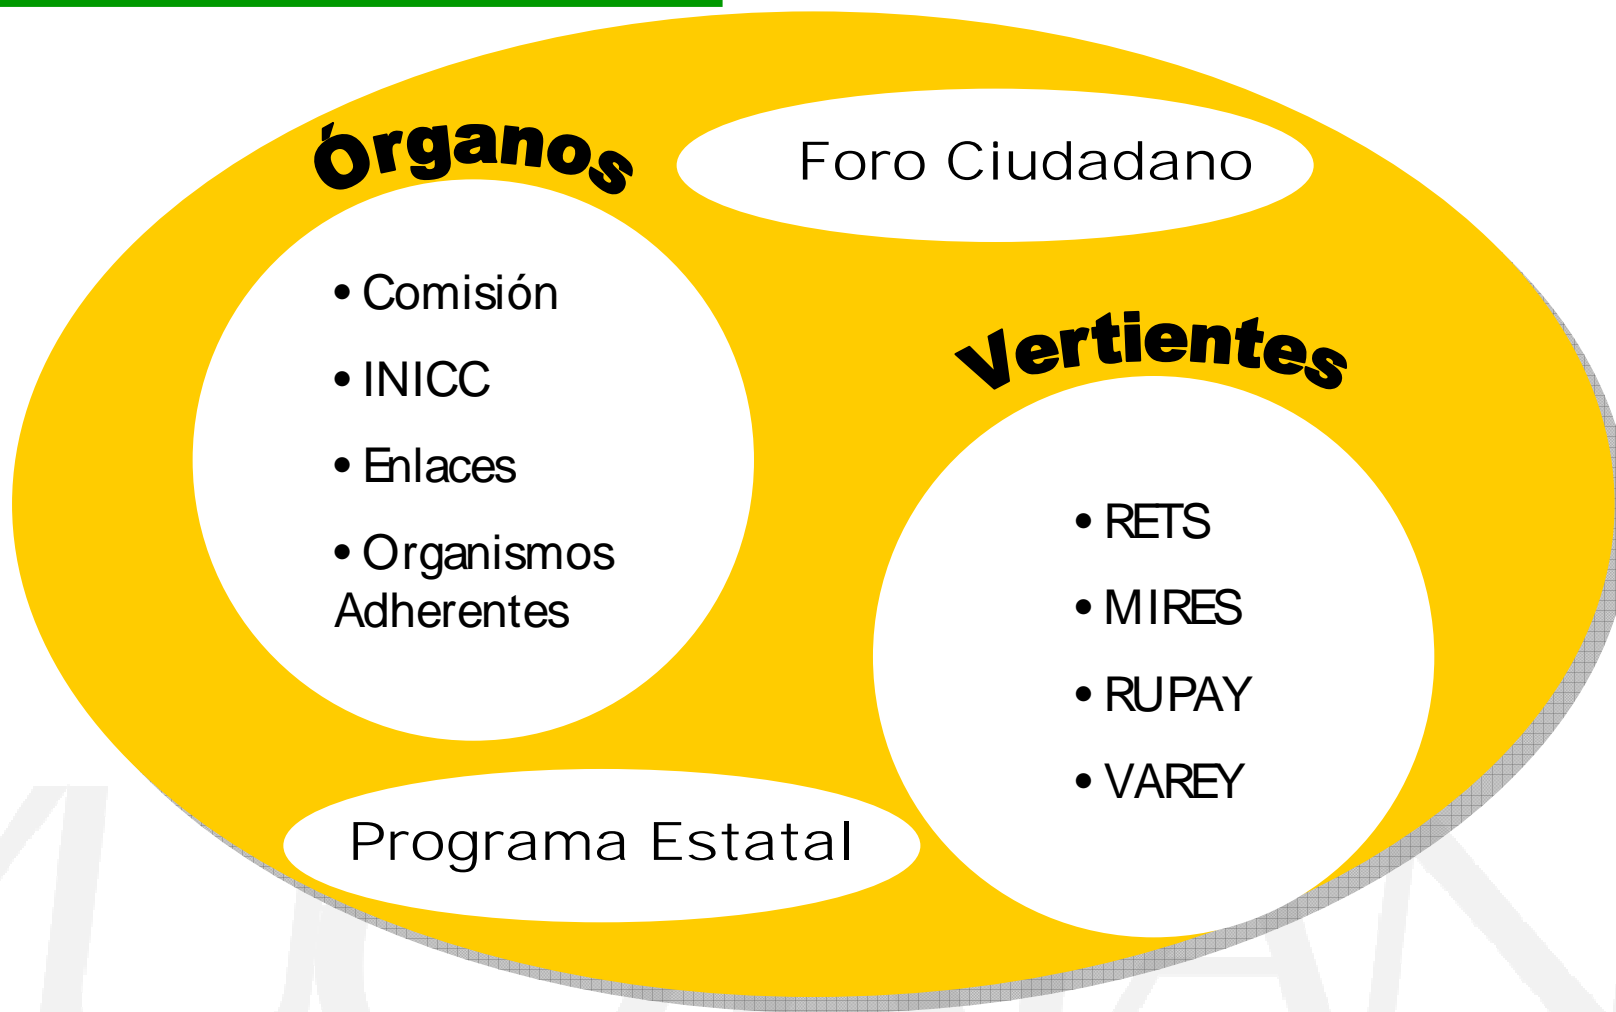 Órganos
• Comisión
• INICC
• Enlaces
• Organismos
Adherentes
Foro Ciudadano
Vertientes
• RETS
• MIRES
• RUPAY
• VAREY
Programa Estatal